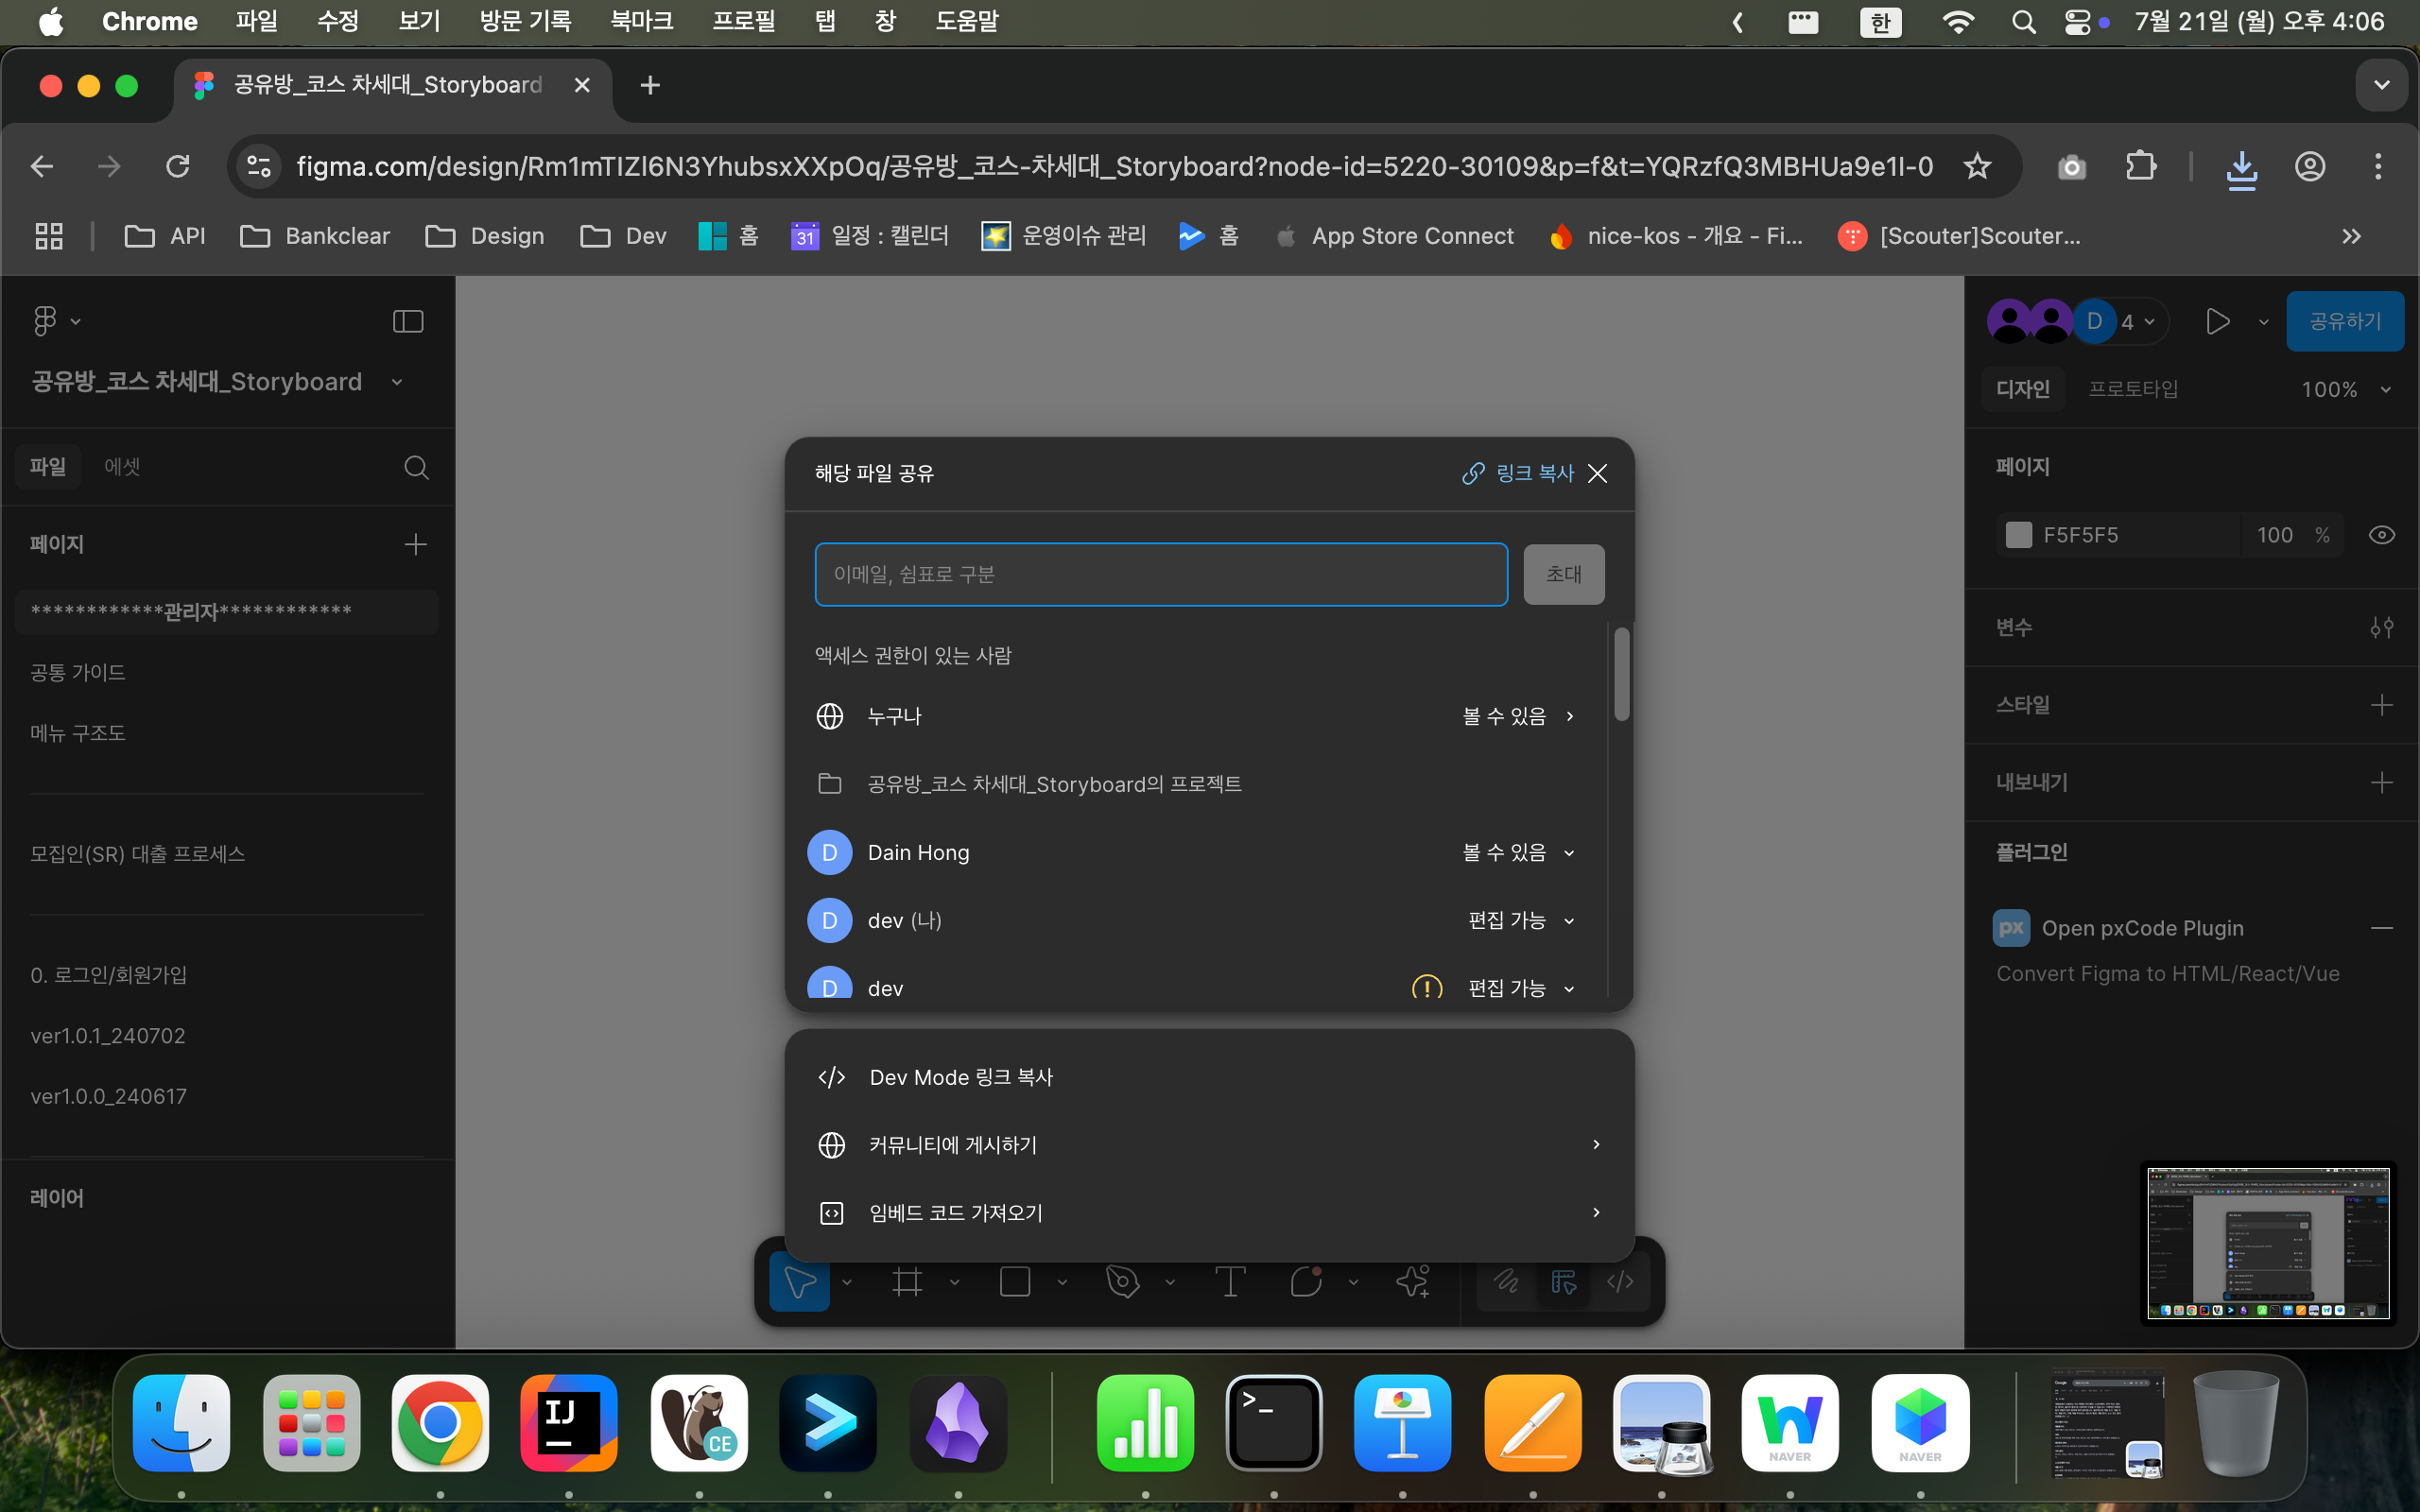 Chrome 파일 수정 보기 방문 기록 북마크 프로필 탭 창 도움말 한 7월 21일 (월) 오후 4:06
공유방_코스 차세대_Storyboard
figma.com/design/Rm1mTIZl6N3YhubsxXXpOq/공유방_코스-차세대_Storyboard?node-id=5220-30109&p=f&t=YQRzfQ3MBHUa9e1I-0
API Bankclear Design Dev 홈 31 일정 : 캘린더 운영이슈 관리 홈 App Store Connect nice-kos - 개요 - Fi... [Scouter]Scouter...
공유방_코스 차세대_Storyboard
파일 에셋
페이지
************관리자************
공통 가이드
메뉴 구조도
모집인(SR) 대출 프로세스
0. 로그인/회원가입
ver1.0.1_240702
ver1.0.0_240617
레이어
해당 파일 공유 링크 복사
이메일, 쉼표로 구분 초대
액세스 권한이 있는 사람
누구나 볼 수 있음
공유방_코스 차세대_Storyboard의 프로젝트
D Dain Hong 볼 수 있음
D dev (나) 편집 가능
D dev 편집 가능
Dev Mode 링크 복사
커뮤니티에 게시하기
임베드 코드 가져오기
D 4 공유하기
디자인 프로토타입 100%
페이지
F5F5F5 100 %
변수
스타일
내보내기
플러그인
px Open pxCode Plugin
Convert Figma to HTML/React/Vue
IJ CE NAVER NAVER